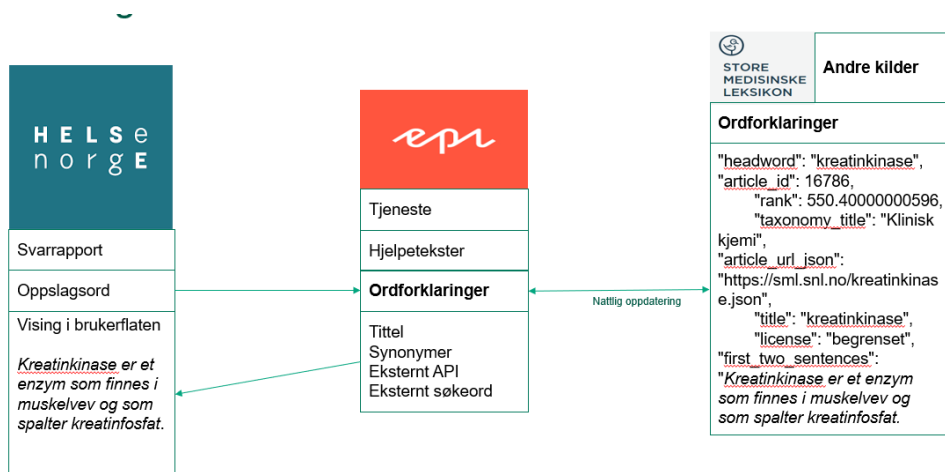 HELSe
norgE
Svarrapport
Oppslagsord
Vising i brukerflaten
Kreatinkinase er et
enzym som finnes i
muskelvev og som
spalter kreatinfosfat.
epi
Tjeneste
Hjelpetekster
Ordforklaringer
Tittel
Synonymer
Eksternt API
Eksternt søkeord
Nattlig oppdatering
STORE
MEDISINSKE
LEKSIKON
Andre kilder
Ordforklaringer
"headword": "kreatinkinase",
"article_id": 16786,
"rank": 550.40000000596,
"taxonomy_title": "Klinisk
kjemi",
"article_url_json":
"https://sml.snl.no/kreatinkinas
e.json",
"title": "kreatinkinase",
"license": "begrenset",
"first_two_sentences":
"Kreatinkinase er et enzym
som finnes i muskelvev og
som spalter kreatinfosfat.